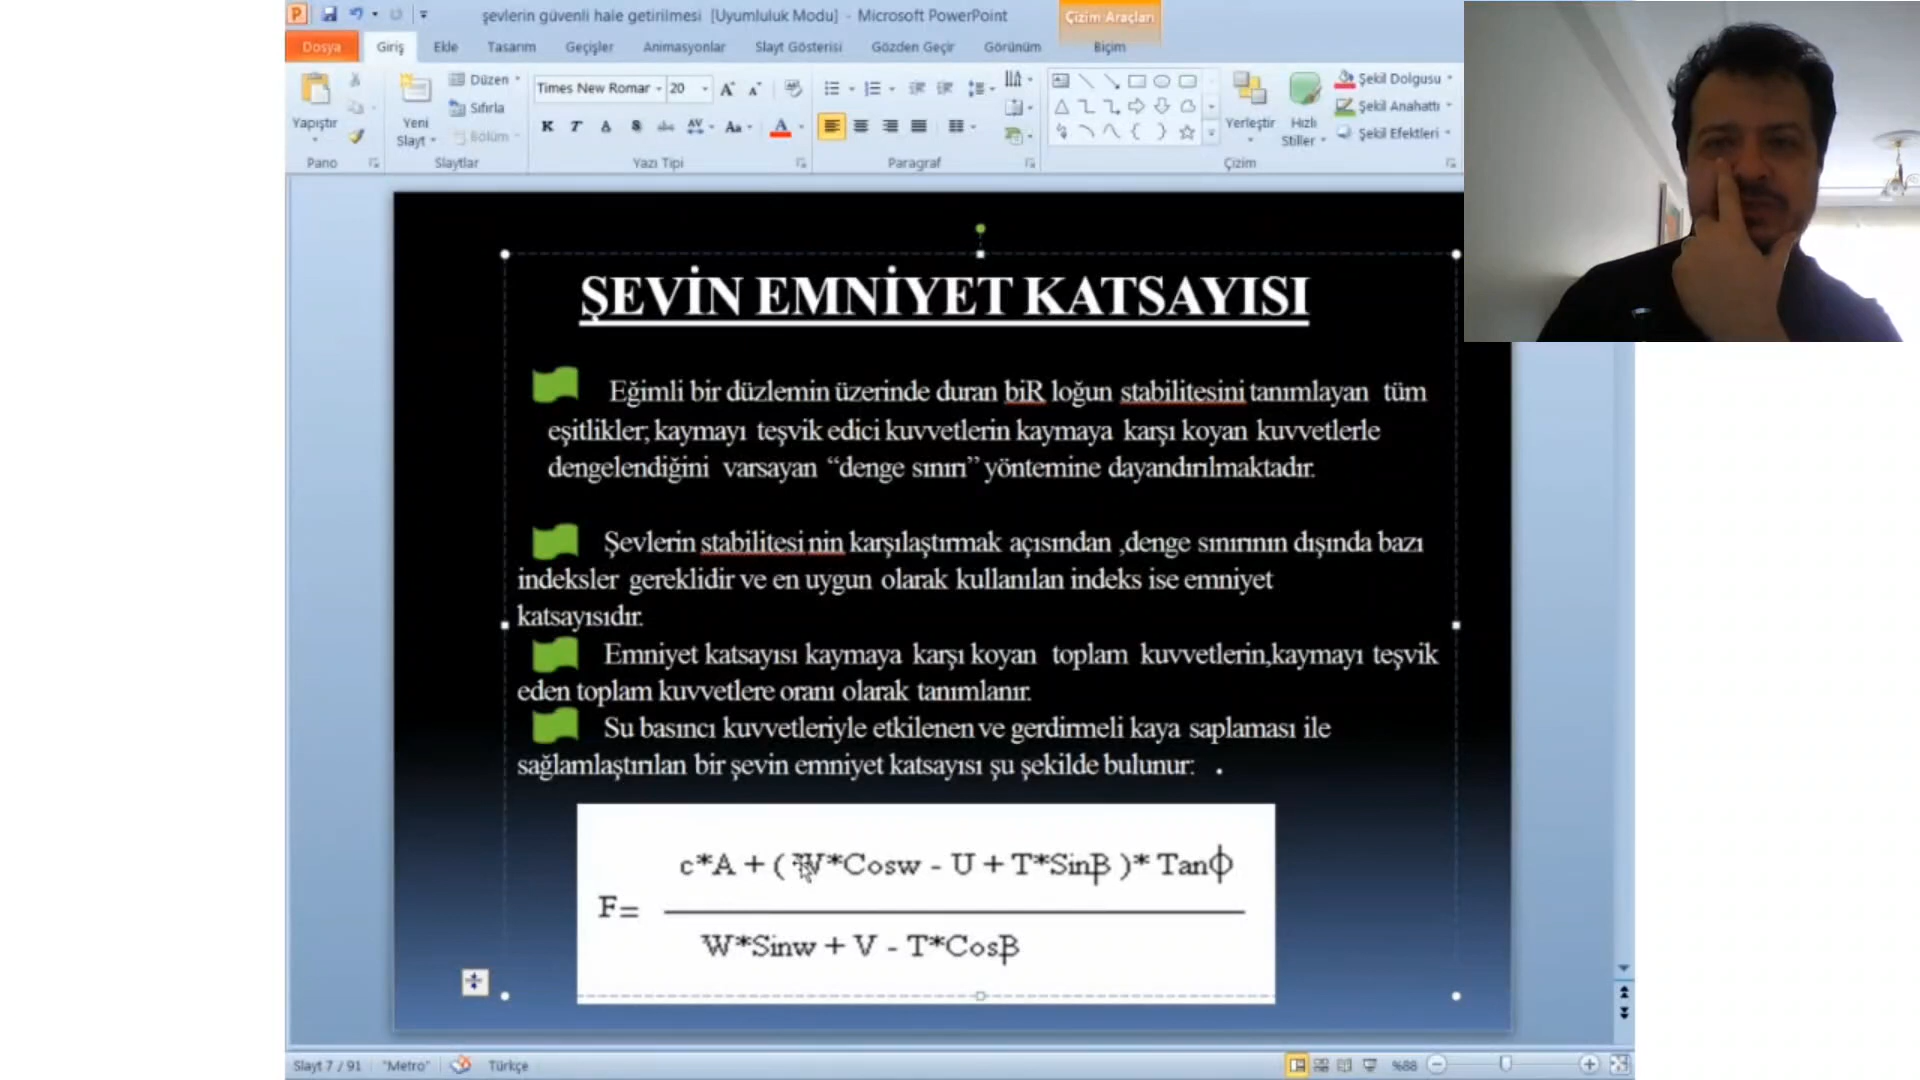 şevlerin güvenli hale getirilmesi [Uyumluluk Modu] - Microsoft PowerPoint
Çizim Araçları
Dosya Giriş Ekle Tasarım Geçişler Animasyonlar Slayt Gösterisi Gözden Geçir Görünüm Biçim
Yapıştır
Yeni Slayt
Düzen
Sıfırla
Bölüm
Times New Romar 20
K T A S abc AV Aa A
Yerleştir
Hızlı Stiller
Şekil Dolgusu
Şekil Anahattı
Şekil Efektleri
Pano Slaytlar Yazı Tipi Paragraf Çizim
ŞEVİN EMNİYET KATSAYISI
Eğimli bir düzlemin üzerinde duran biR loğun stabilitesini tanımlayan tüm
eşitlikler; kaymayı teşvik edici kuvvetlerin kaymaya karşı koyan kuvvetlerle
dengelendiğini varsayan “denge sınırı” yöntemine dayandırılmaktadır.
Şevlerin stabilitesi nin karşılaştırmak açısından ,denge sınırının dışında bazı
indeksler gereklidir ve en uygun olarak kullanılan indeks ise emniyet
katsayısıdır.
Emniyet katsayısı kaymaya karşı koyan toplam kuvvetlerin,kaymayı teşvik
eden toplam kuvvetlere oranı olarak tanımlanır.
Su basıncı kuvvetleriyle etkilenen ve gerdirmeli kaya saplaması ile
sağlamlaştırılan bir şevin emniyet katsayısı şu şekilde bulunur: .
c*A + ( W*Cosw - U + T*Sinβ )* Tanϕ
F=
W*Sinw + V - T*Cosβ
Slayt 7 / 91 "Metro" Türkçe %88